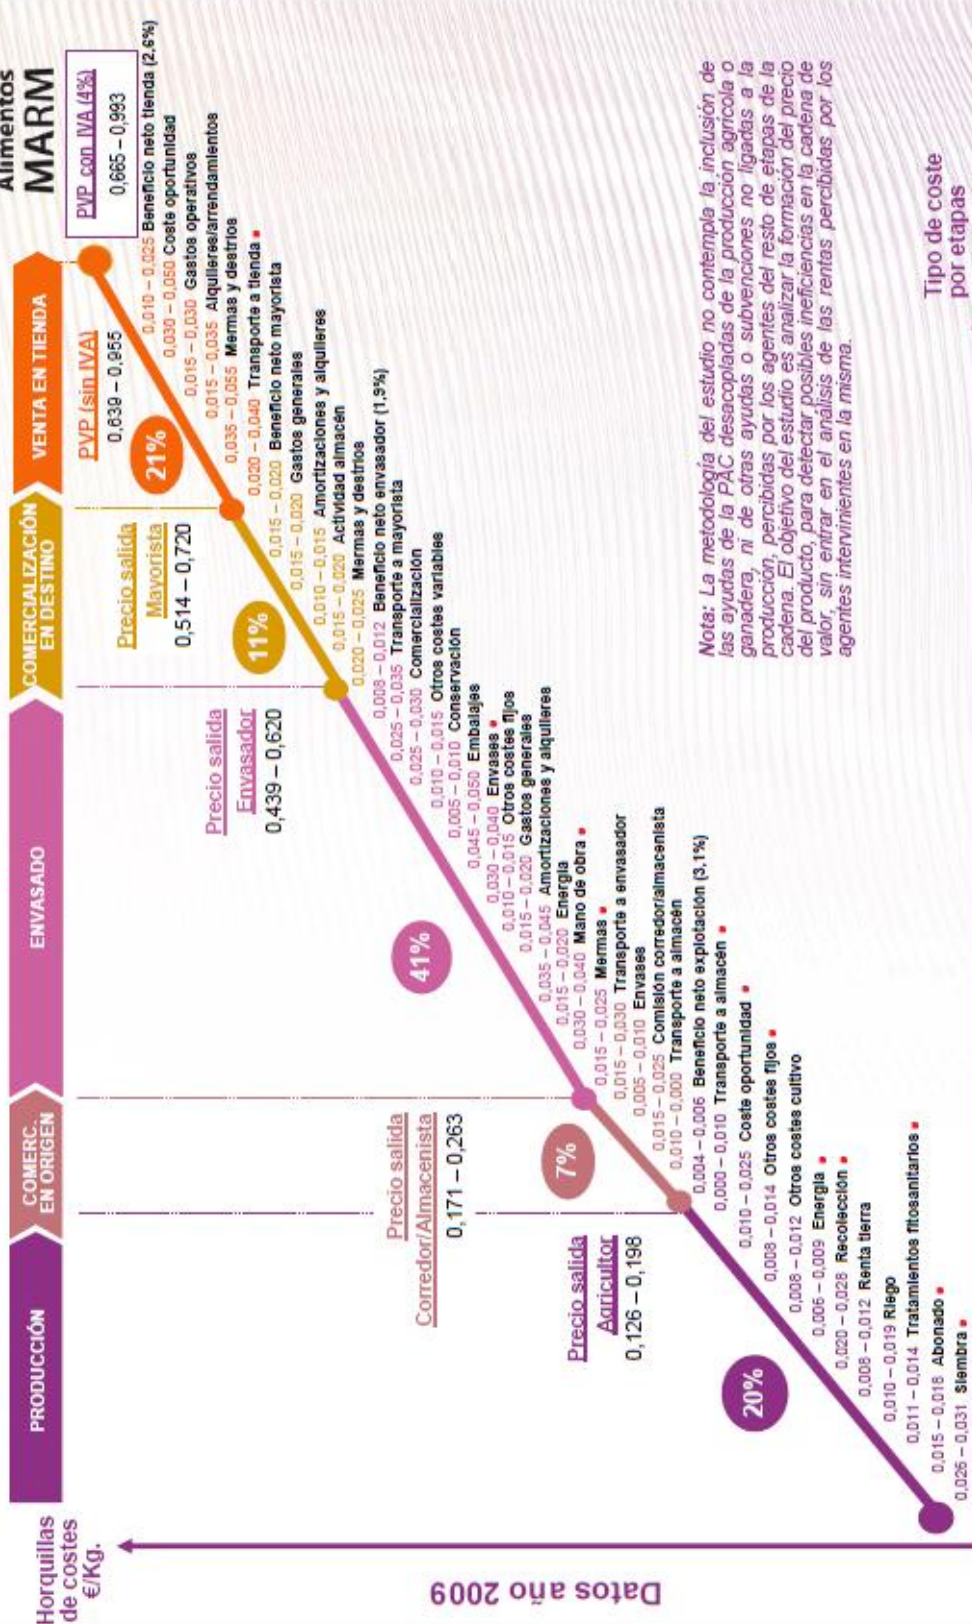 Alimentos
MARM
Horquillas
de costes
€/Kg.
PRODUCCIÓN
COMERC.
EN ORIGEN
ENVASADO
COMERCIALIZACIÓN
EN DESTINO
VENTA EN TIENDA
PVP con IVA (4%)
0,665 – 0,993
PVP (sin IVA)
0,639 – 0,955
Precio salida
Mayorista
0,514 – 0,720
Precio salida
Envasador
0,439 – 0,620
Precio salida
Corredor/Almacenista
0,171 – 0,263
Precio salida
Agricultor
0,126 – 0,198
21%
11%
41%
7%
20%
0,010 – 0,025 Beneficio neto tienda (2,6%)
0,030 – 0,050 Coste oportunidad
0,015 – 0,030 Gastos operativos
0,015 – 0,035 Alquileres/arrendamientos
0,035 – 0,055 Mermas y destríos
0,020 – 0,040 Transporte a tienda
0,015 – 0,020 Beneficio neto mayorista
0,015 – 0,020 Gastos generales
0,010 – 0,015 Amortizaciones y alquileres
0,015 – 0,020 Actividad almacén
0,020 – 0,025 Mermas y destríos
0,008 – 0,012 Beneficio neto envasador (1,9%)
0,025 – 0,035 Transporte a mayorista
0,025 – 0,030 Comercialización
0,010 – 0,015 Otros costes variables
0,005 – 0,010 Conservación
0,045 – 0,050 Embalajes
0,030 – 0,040 Envases
0,010 – 0,015 Otros costes fijos
0,015 – 0,020 Gastos generales
0,035 – 0,045 Amortizaciones y alquileres
0,015 – 0,020 Energía
0,030 – 0,040 Mano de obra
0,015 – 0,025 Mermas
0,015 – 0,030 Transporte a envasador
0,005 – 0,010 Envases
0,015 – 0,025 Comisión corredor/almacenista
0,010 – 0,000 Transporte a almacén
0,004 – 0,006 Beneficio neto explotación (3,1%)
0,000 – 0,010 Transporte a almacén
0,010 – 0,025 Coste oportunidad
0,008 – 0,014 Otros costes fijos
0,008 – 0,012 Otros costes cultivo
0,006 – 0,009 Energía
0,020 – 0,028 Recolección
0,008 – 0,012 Renta tierra
0,010 – 0,019 Riego
0,011 – 0,014 Tratamientos fitosanitarios
0,015 – 0,018 Abonado
0,026 – 0,031 Siembra
Nota: La metodología del estudio no contempla la inclusión de
las ayudas de la PAC desacopladas de la producción agrícola o
ganadera, ni de otras ayudas o subvenciones no ligadas a la
producción, percibidas por los agentes del resto de etapas de la
cadena. El objetivo del estudio es analizar la formación del precio
del producto, para detectar posibles ineficiencias en la cadena de
valor, sin entrar en el análisis de las rentas percibidas por los
agentes intervinientes en la misma.
Tipo de coste
por etapas
Datos año 2009